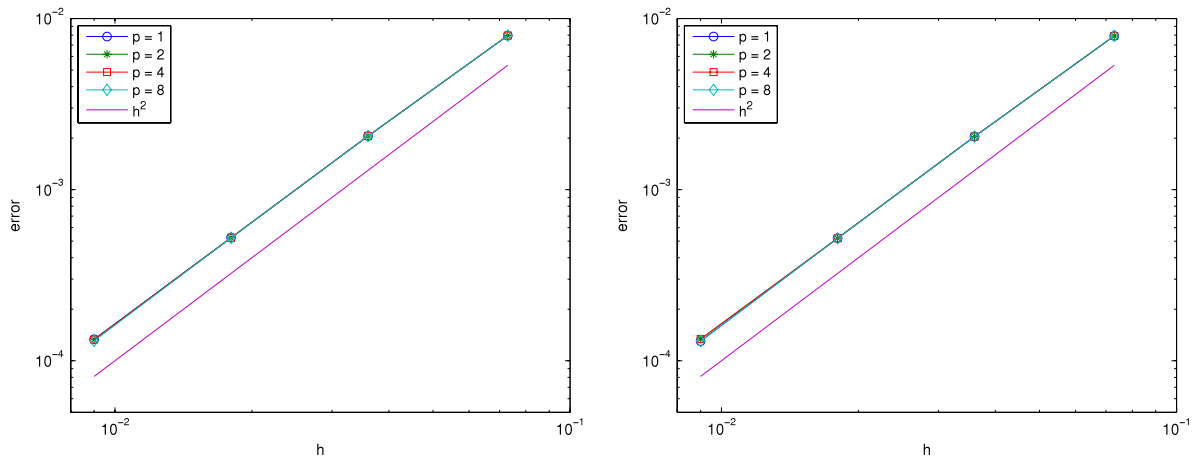 10^-2
p = 1
p = 2
p = 4
p = 8
h^2
10^-3
error
10^-4
10^-2
10^-1
h
10^-2
p = 1
p = 2
p = 4
p = 8
h^2
10^-3
error
10^-4
10^-2
10^-1
h